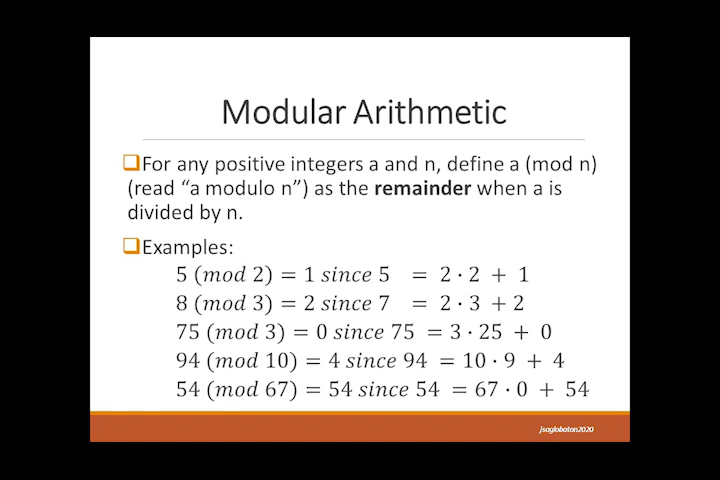 Modular Arithmetic
For any positive integers a and n, define a (mod n)
(read “a modulo n”) as the remainder when a is
divided by n.
Examples:
5 (mod 2) = 1 since 5 = 2 · 2 + 1
8 (mod 3) = 2 since 7 = 2 · 3 + 2
75 (mod 3) = 0 since 75 = 3 · 25 + 0
94 (mod 10) = 4 since 94 = 10 · 9 + 4
54 (mod 67) = 54 since 54 = 67 · 0 + 54
jsaglobaton2020